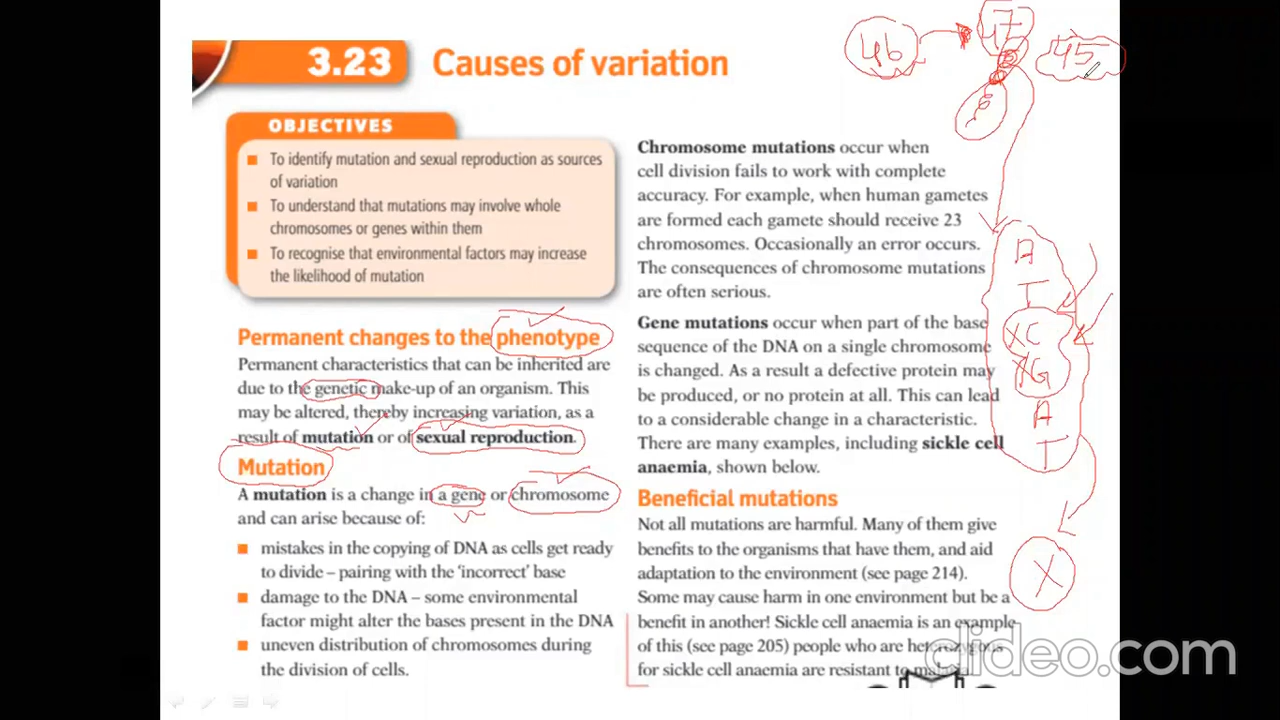 3.23 Causes of variation
OBJECTIVES
To identify mutation and sexual reproduction as sources
of variation
To understand that mutations may involve whole
chromosomes or genes within them
To recognise that environmental factors may increase
the likelihood of mutation
Permanent changes to the phenotype
Permanent characteristics that can be inherited are
due to the genetic make-up of an organism. This
may be altered, thereby increasing variation, as a
result of mutation or of sexual reproduction.
Mutation
A mutation is a change in a gene or chromosome
and can arise because of:
mistakes in the copying of DNA as cells get ready
to divide – pairing with the 'incorrect' base
damage to the DNA – some environmental
factor might alter the bases present in the DNA
uneven distribution of chromosomes during
the division of cells.
46
47
45
Chromosome mutations occur when
cell division fails to work with complete
accuracy. For example, when human gametes
are formed each gamete should receive 23
chromosomes. Occasionally an error occurs.
The consequences of chromosome mutations
are often serious.
Gene mutations occur when part of the base
sequence of the DNA on a single chromosome
is changed. As a result a defective protein may
be produced, or no protein at all. This can lead
to a considerable change in a characteristic.
There are many examples, including sickle cell
anaemia, shown below.
Beneficial mutations
Not all mutations are harmful. Many of them give
benefits to the organisms that have them, and aid
adaptation to the environment (see page 214).
Some may cause harm in one environment but be a
benefit in another! Sickle cell anaemia is an example
of this (see page 205) people who are heterozygous
for sickle cell anaemia are resistant to
A
T
C
G
A
T
X
clideo.com